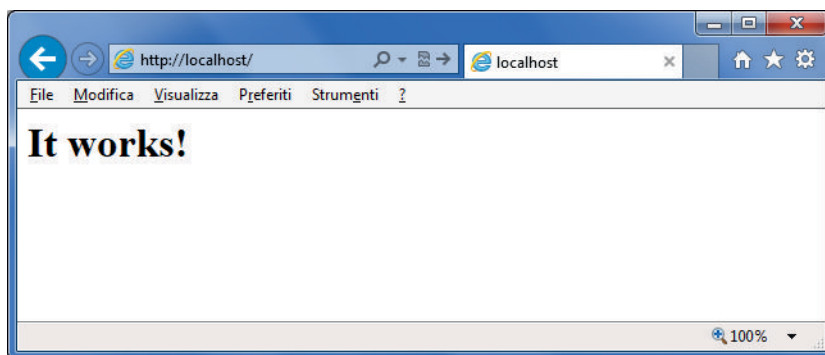 http://localhost/
localhost
File Modifica Visualizza Preferiti Strumenti ?
It works!
100%